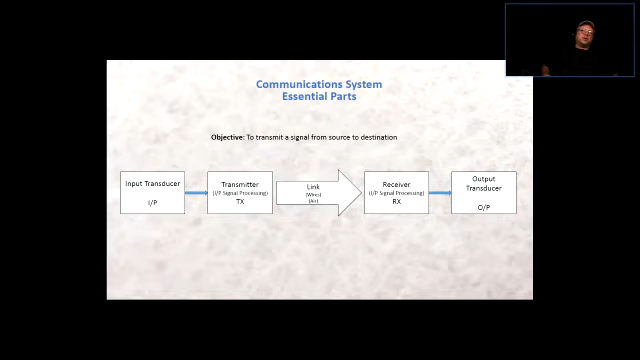 Communications System
Essential Parts
Objective: To transmit a signal from source to destination
Input Transducer
I/P
Transmitter
(I/P Signal Processing)
TX
Link
(Wires)
(Air)
Receiver
(I/P Signal Processing)
RX
Output
Transducer
O/P